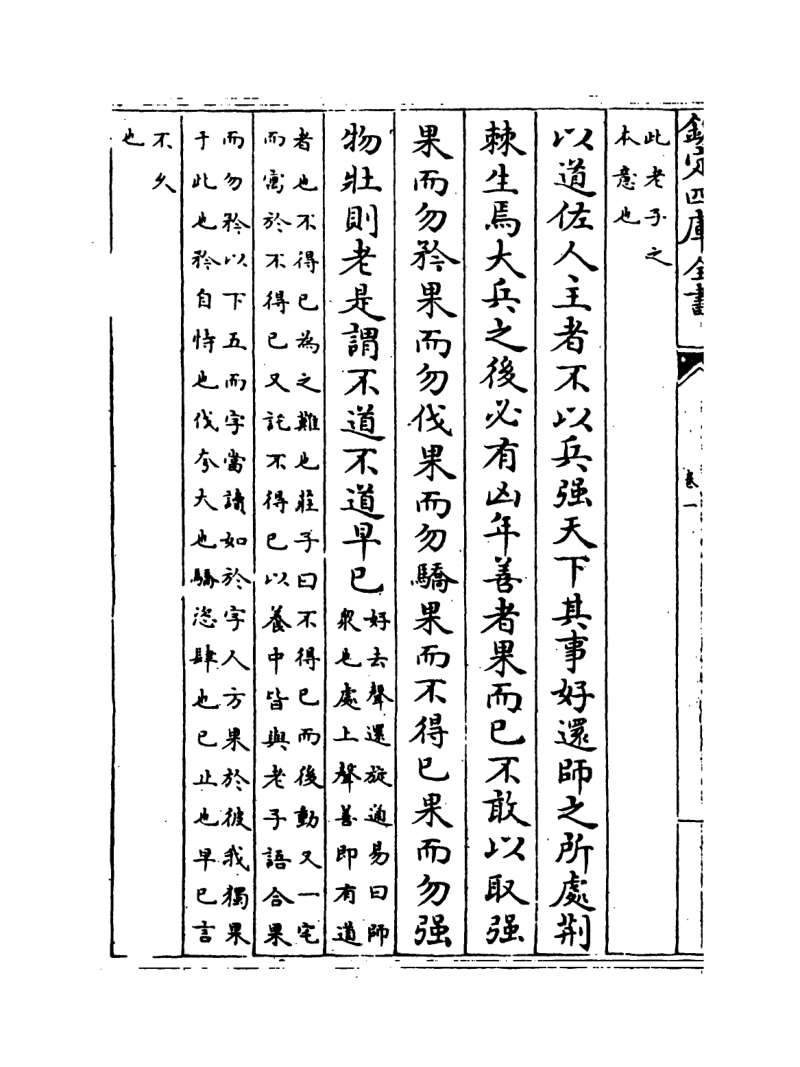 欽定四庫全書
卷一
此老子之
本意也
以道佐人主者不以兵强天下其事好還師之所處荆
棘生焉大兵之後必有凶年善者果而已不敢以取强
果而勿矜果而勿伐果而勿驕果而不得已果而勿强
物壯則老是謂不道不道早已
好去聲還旋通易曰師
衆也處上聲善即有道
者也不得已為之難也莊子曰不得已而後動又一宅
而寓於不得已又託不得已以養中皆與老子語合果
而勿矜以下五而字當讀如於字人方果於彼我獨果
于此也矜自恃也伐夸大也驕恣肆也已止也早已言
不久
也